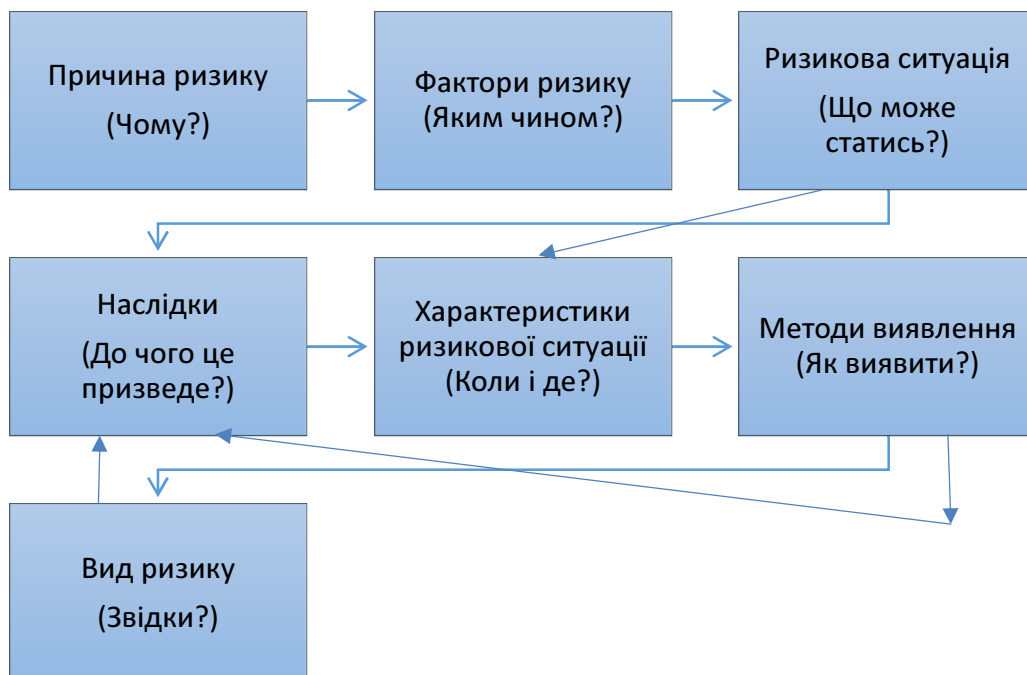 Причина ризику
(Чому?)
Фактори ризику
(Яким чином?)
Ризикова ситуація
(Що може
статись?)
Наслідки
(До чого це
призведе?)
Характеристики
ризикової ситуації
(Коли і де?)
Методи виявлення
(Як виявити?)
Вид ризику
(Звідки?)